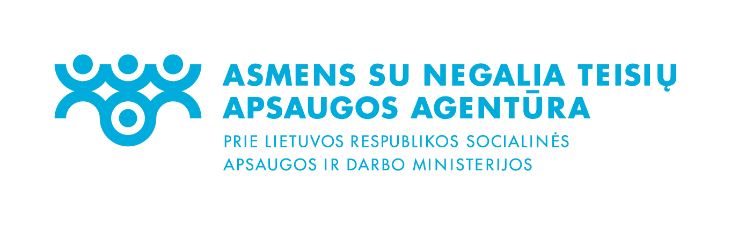 ASMENS SU NEGALIA TEISIŲ
APSAUGOS AGENTŪRA
PRIE LIETUVOS RESPUBLIKOS SOCIALINĖS
APSAUGOS IR DARBO MINISTERIJOS